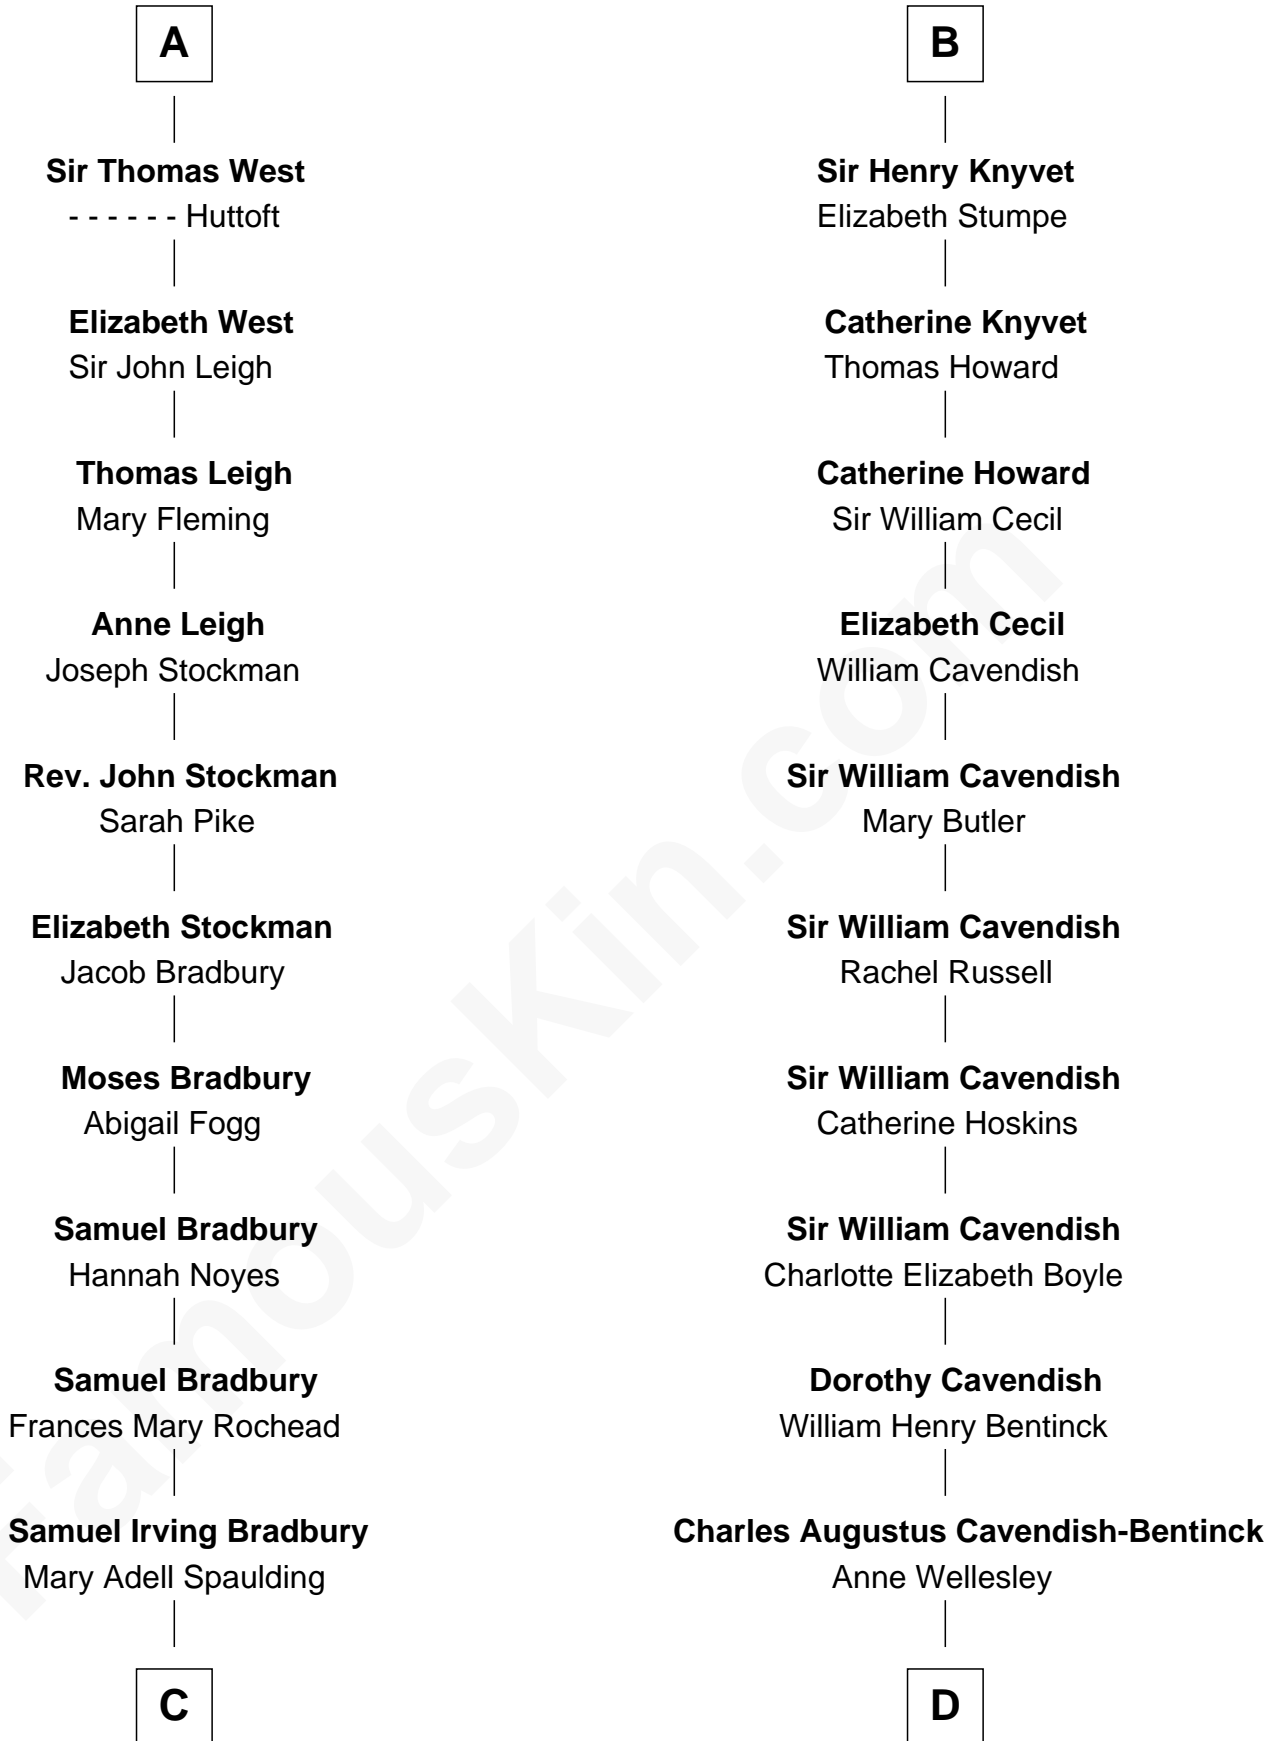 A
Sir Thomas West
- - - - - - Huttoft
Elizabeth West
Sir John Leigh
Thomas Leigh
Mary Fleming
Anne Leigh
Joseph Stockman
Rev. John Stockman
Sarah Pike
Elizabeth Stockman
Jacob Bradbury
Moses Bradbury
Abigail Fogg
Samuel Bradbury
Hannah Noyes
Samuel Bradbury
Frances Mary Rochead
Samuel Irving Bradbury
Mary Adell Spaulding
C
B
Sir Henry Knyvet
Elizabeth Stumpe
Catherine Knyvet
Thomas Howard
Catherine Howard
Sir William Cecil
Elizabeth Cecil
William Cavendish
Sir William Cavendish
Mary Butler
Sir William Cavendish
Rachel Russell
Sir William Cavendish
Catherine Hoskins
Sir William Cavendish
Charlotte Elizabeth Boyle
Dorothy Cavendish
William Henry Bentinck
Charles Augustus Cavendish-Bentinck
Anne Wellesley
D
FamousKin.com